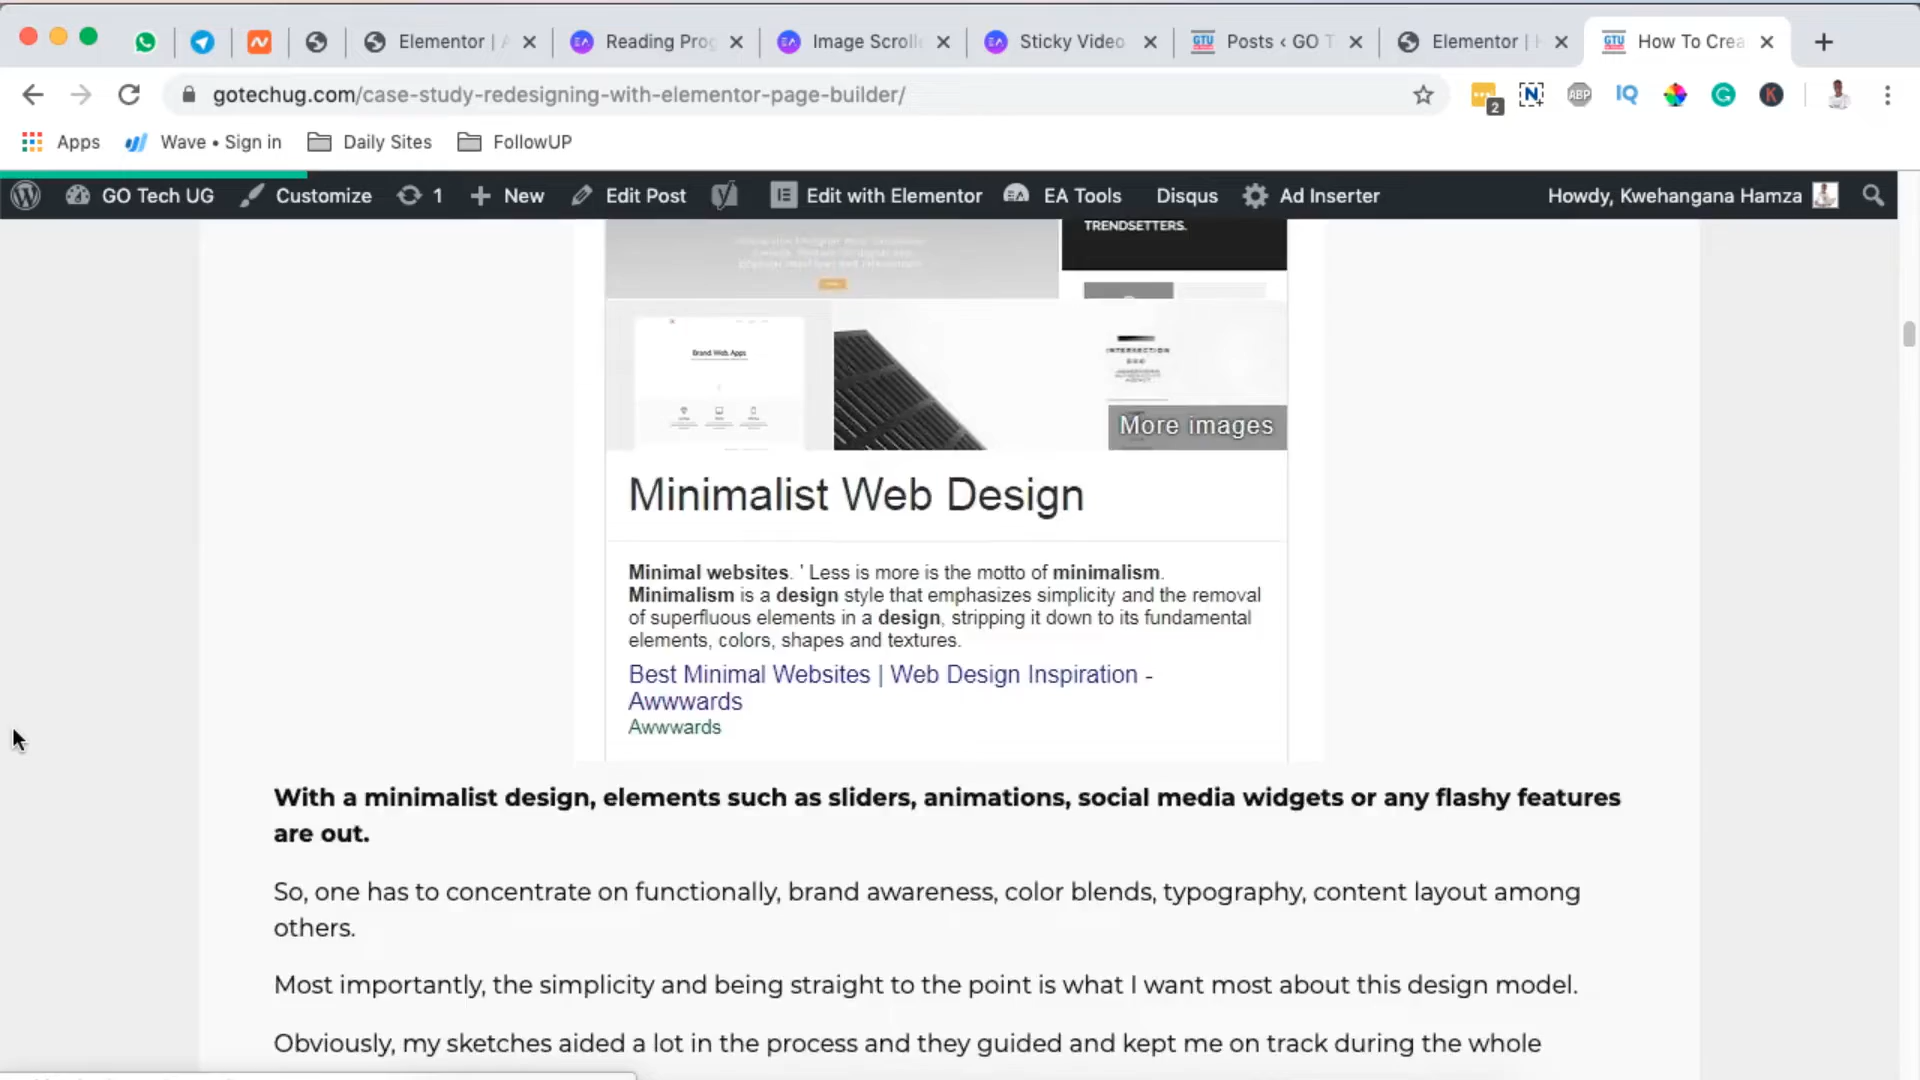 Elementor | A
Reading Prog
Image Scroll
Sticky Video
Posts ‹ GO T
Elementor | H
How To Crea
gotechug.com/case-study-redesigning-with-elementor-page-builder/
2
N
ABP
IQ
K
Apps
Wave • Sign in
Daily Sites
FollowUP
GO Tech UG
Customize
1
New
Edit Post
Edit with Elementor
EA Tools
Disqus
Ad Inserter
Howdy, Kwehangana Hamza
TRENDSETTERS.
Brand Web Apps
INTERSECTION
More images
Minimalist Web Design
Minimal websites. ' Less is more is the motto of minimalism.
Minimalism is a design style that emphasizes simplicity and the removal
of superfluous elements in a design, stripping it down to its fundamental
elements, colors, shapes and textures.
Best Minimal Websites | Web Design Inspiration -
Awwwards
Awwwards
With a minimalist design, elements such as sliders, animations, social media widgets or any flashy features
are out.
So, one has to concentrate on functionally, brand awareness, color blends, typography, content layout among
others.
Most importantly, the simplicity and being straight to the point is what I want most about this design model.
Obviously, my sketches aided a lot in the process and they guided and kept me on track during the whole